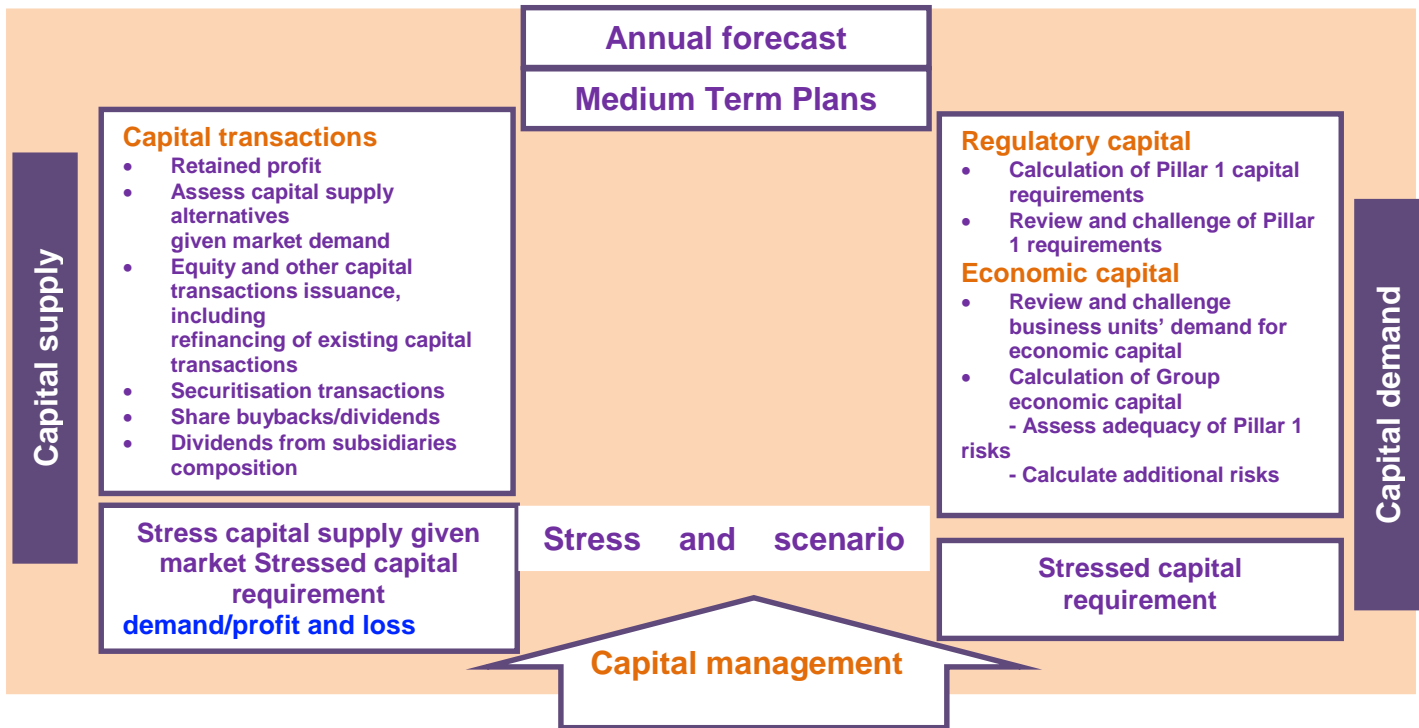 Annual forecast
Medium Term Plans
Capital supply
Capital transactions
• Retained profit
• Assess capital supply
alternatives
given market demand
• Equity and other capital
transactions issuance,
including
refinancing of existing capital
transactions
• Securitisation transactions
• Share buybacks/dividends
• Dividends from subsidiaries
composition
Stress capital supply given
market Stressed capital
requirement
demand/profit and loss
Stress and scenario
Capital management
Regulatory capital
• Calculation of Pillar 1 capital
requirements
• Review and challenge of Pillar
1 requirements
Economic capital
• Review and challenge
business units’ demand for
economic capital
• Calculation of Group
economic capital
- Assess adequacy of Pillar 1
risks
- Calculate additional risks
Stressed capital
requirement
Capital demand